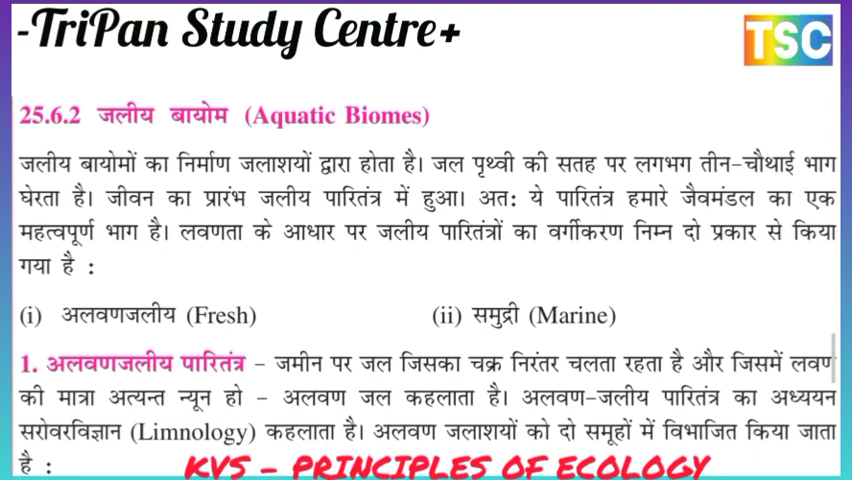 -TriPan Study Centre+
TSC
25.6.2 जलीय बायोम (Aquatic Biomes)
जलीय बायोमों का निर्माण जलाशयों द्वारा होता है। जल पृथ्वी की सतह पर लगभग तीन-चौथाई भाग
घेरता है। जीवन का प्रारंभ जलीय पारितंत्र में हुआ। अतः ये पारितंत्र हमारे जैवमंडल का एक
महत्वपूर्ण भाग है। लवणता के आधार पर जलीय पारितंत्रों का वर्गीकरण निम्न दो प्रकार से किया
गया है :
(i) अलवणजलीय (Fresh) (ii) समुद्री (Marine)
1. अलवणजलीय पारितंत्र - जमीन पर जल जिसका चक्र निरंतर चलता रहता है और जिसमें लवण
की मात्रा अत्यन्त न्यून हो - अलवण जल कहलाता है। अलवण-जलीय पारितंत्र का अध्ययन
सरोवरविज्ञान (Limnology) कहलाता है। अलवण जलाशयों को दो समूहों में विभाजित किया जाता
है :
KVS - PRINCIPLES OF ECOLOGY